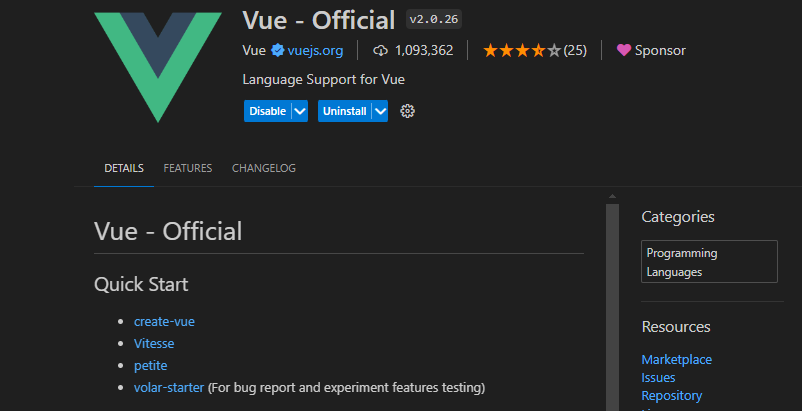 Vue - Official v2.0.26
Vue vuejs.org 1,093,362 (25) Sponsor
Language Support for Vue
Disable Uninstall
DETAILS FEATURES CHANGELOG
Vue - Official
Quick Start
create-vue
Vitesse
petite
volar-starter (For bug report and experiment features testing)
Categories
Programming
Languages
Resources
Marketplace
Issues
Repository